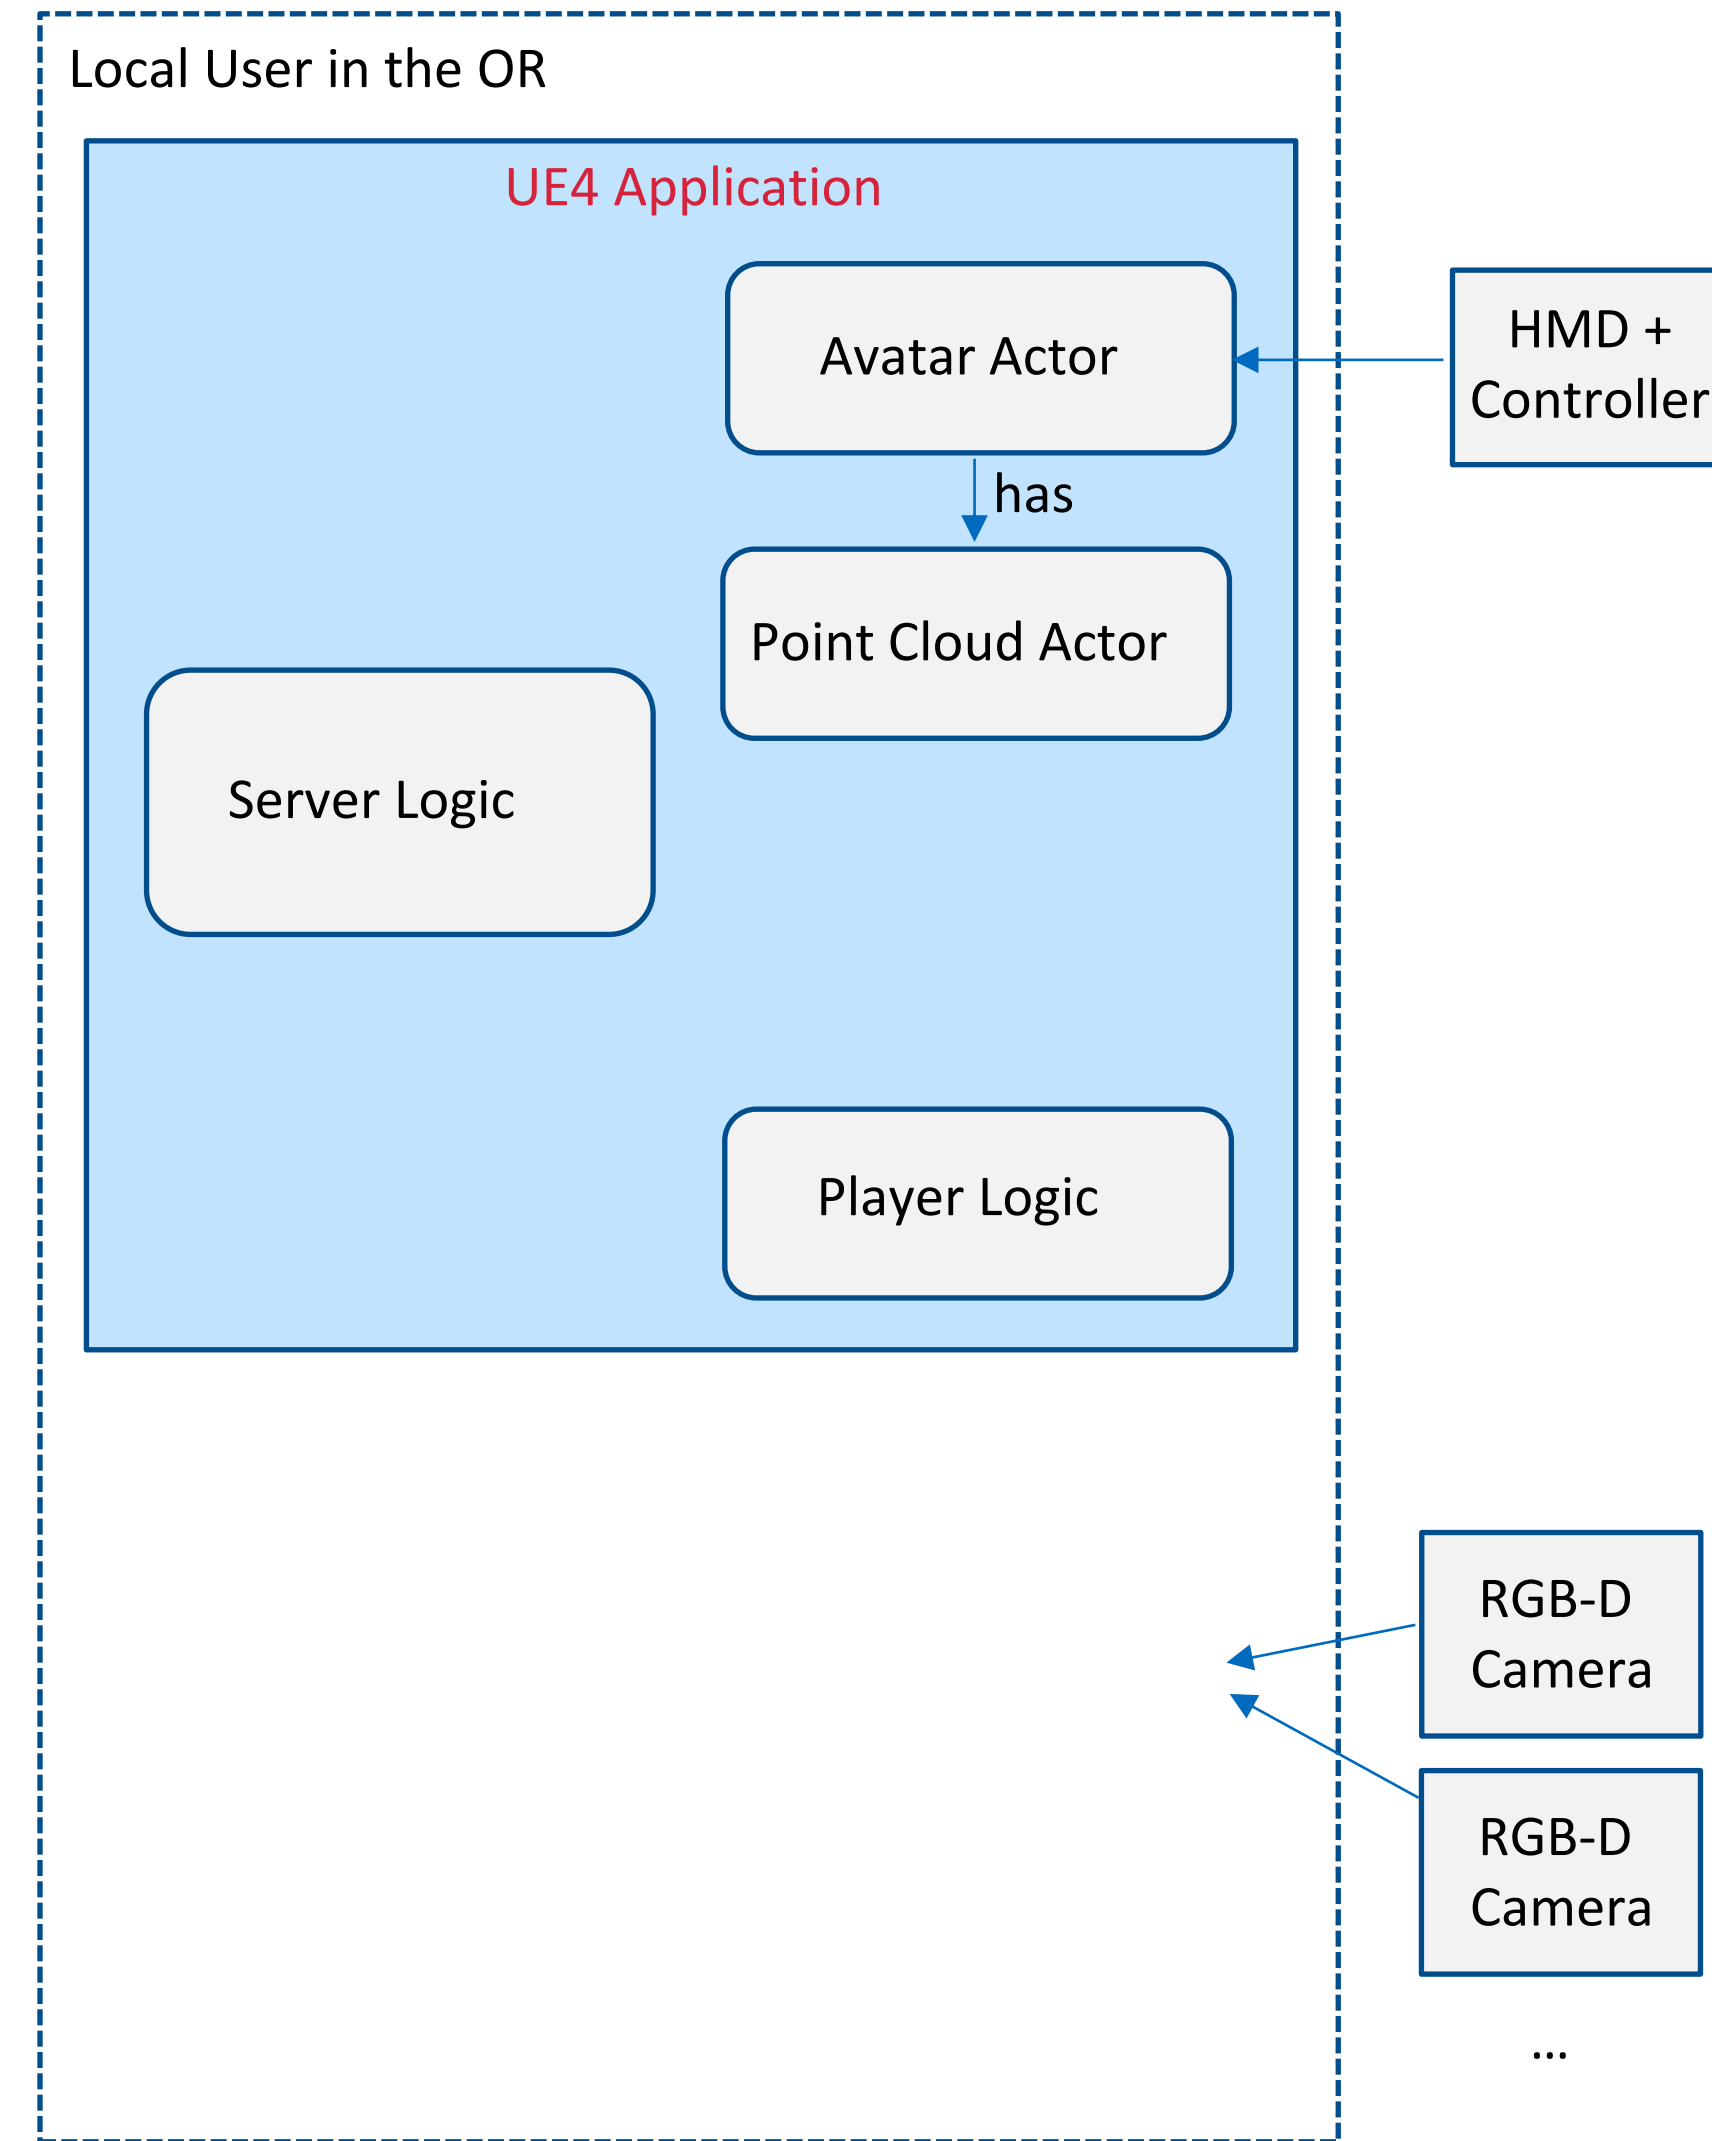 Local User in the OR
UE4 Application
Avatar Actor
HMD +
Controller
has
Point Cloud Actor
Server Logic
Player Logic
RGB-D
Camera
RGB-D
Camera
...